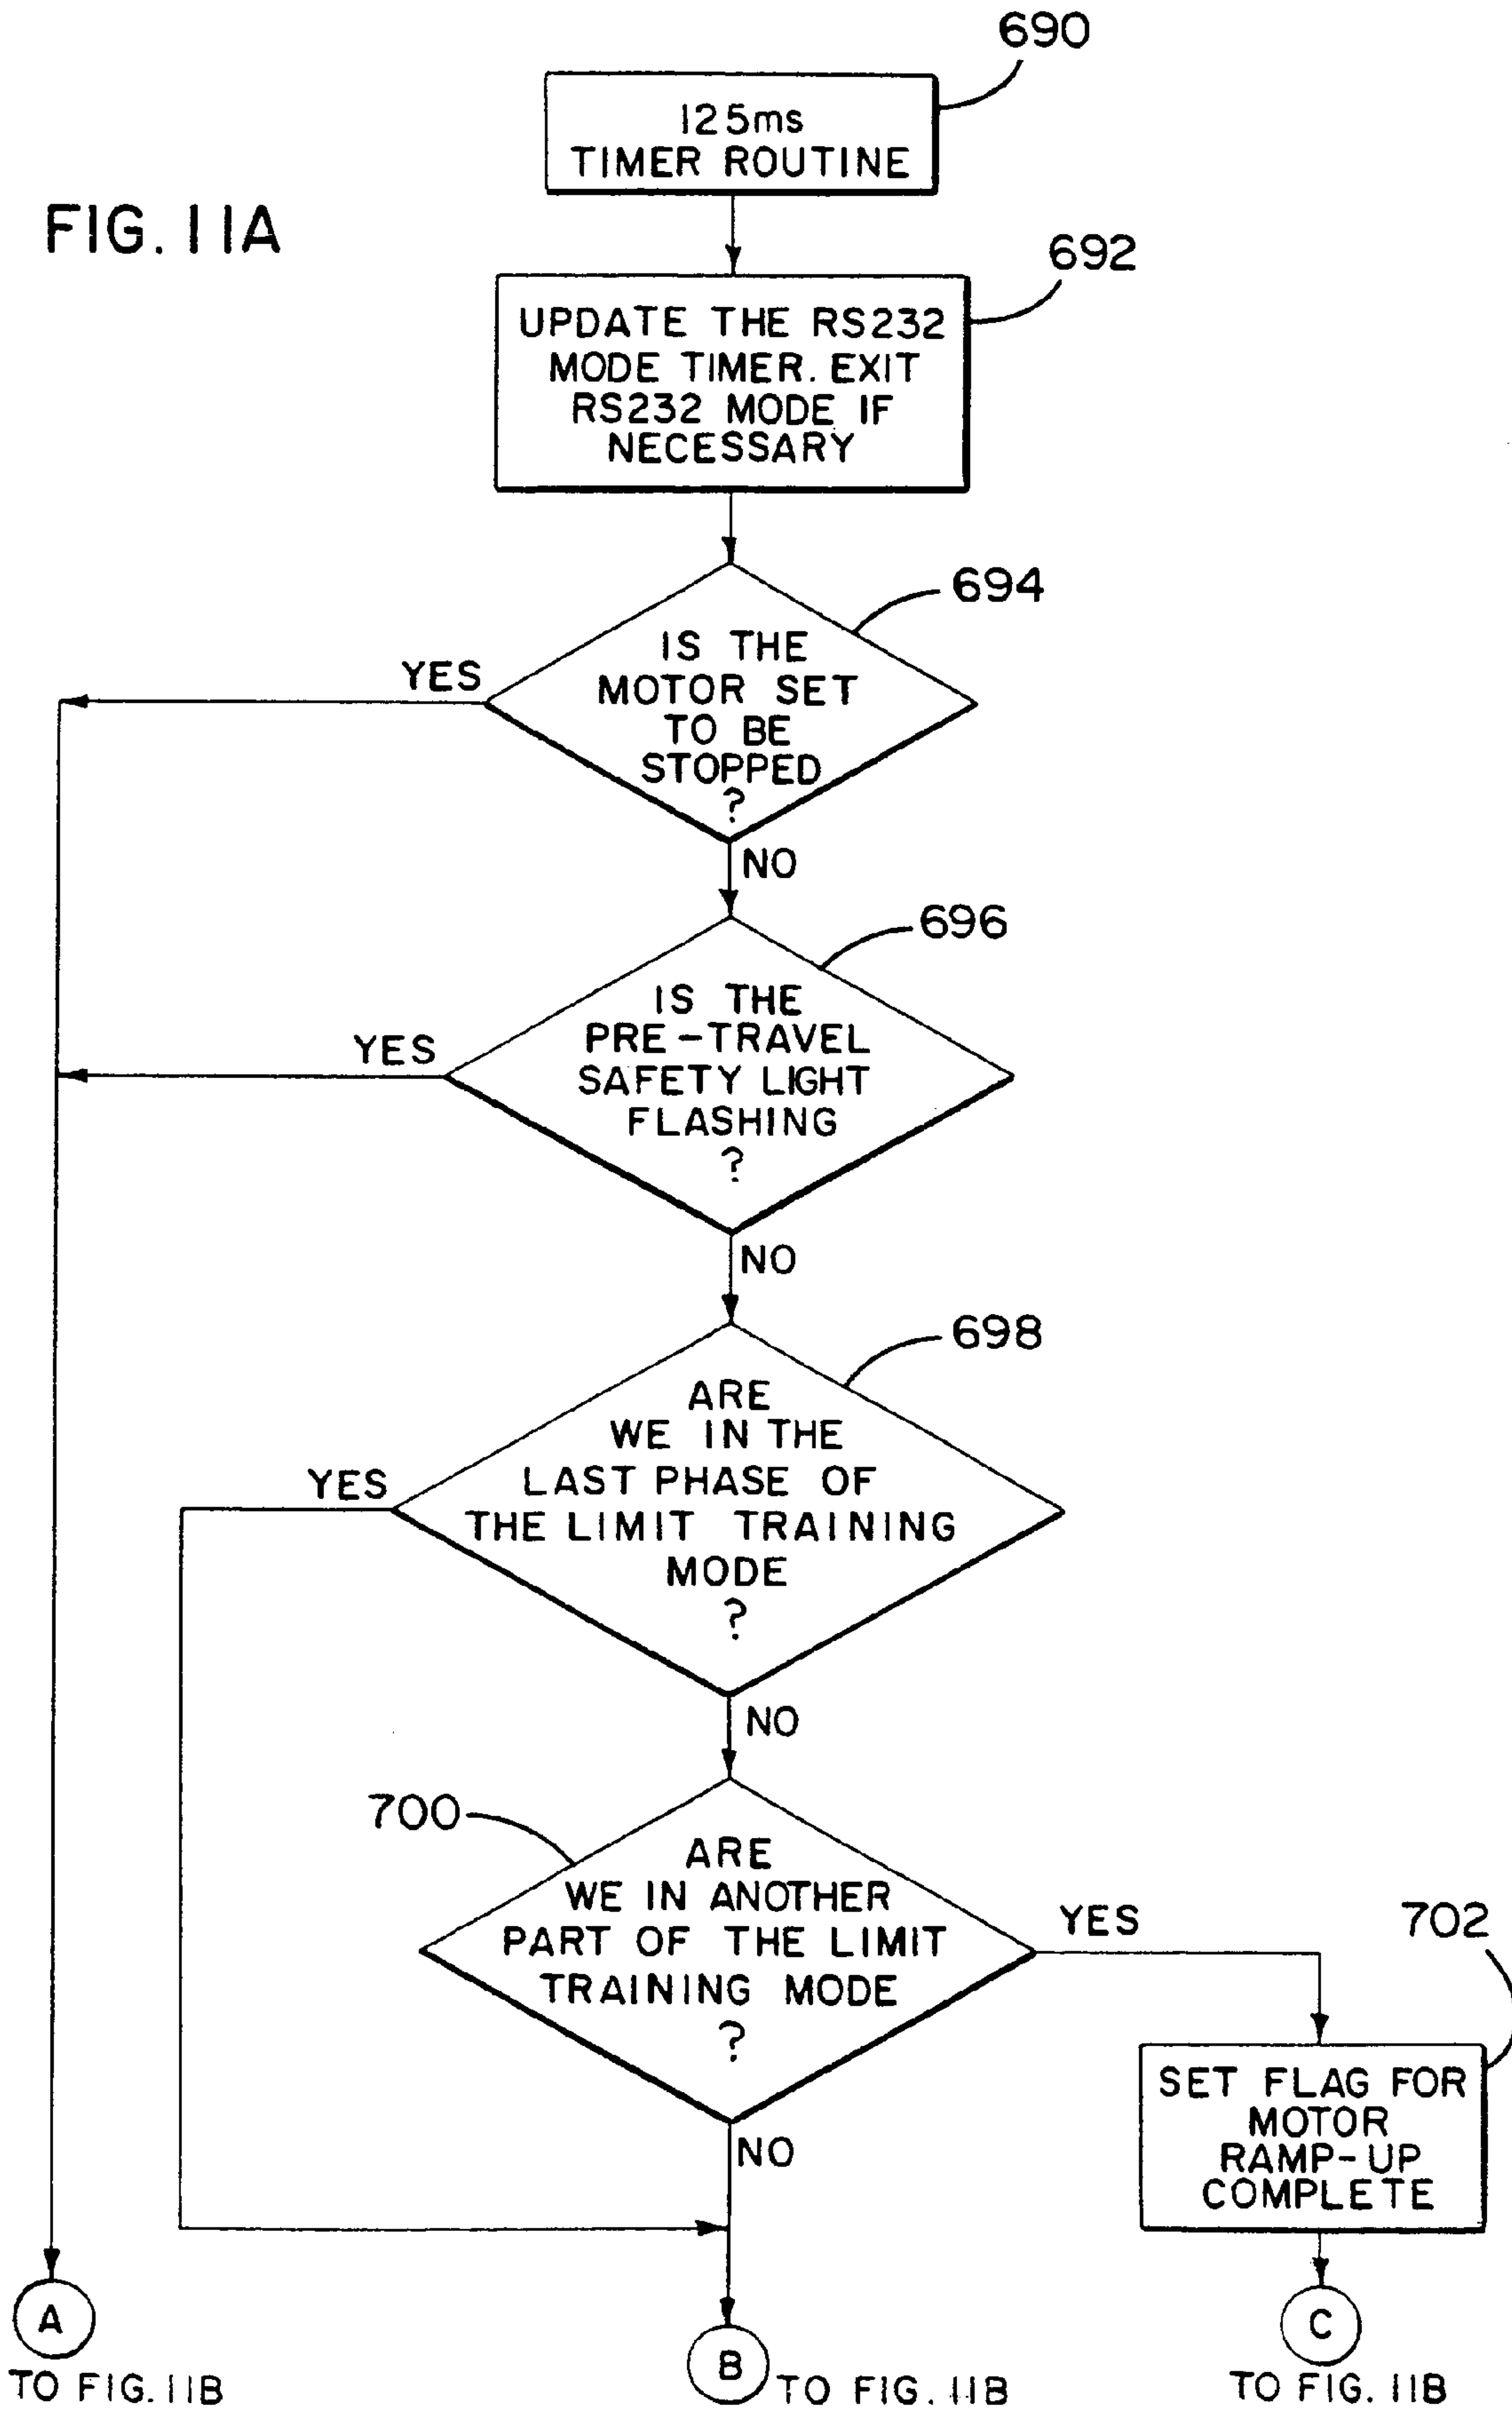 690
125ms
TIMER ROUTINE
FIG. 11A
692
UPDATE THE RS232
MODE TIMER. EXIT
RS232 MODE IF
NECESSARY
694
IS THE
MOTOR SET
TO BE
STOPPED
?
YES
NO
696
IS THE
PRE-TRAVEL
SAFETY LIGHT
FLASHING
?
YES
NO
698
ARE
WE IN THE
LAST PHASE OF
THE LIMIT TRAINING
MODE
?
YES
NO
700
ARE
WE IN ANOTHER
PART OF THE LIMIT
TRAINING MODE
?
YES
NO
702
SET FLAG FOR
MOTOR
RAMP-UP
COMPLETE
A
TO FIG. 11B
B
TO FIG. 11B
C
TO FIG. 11B